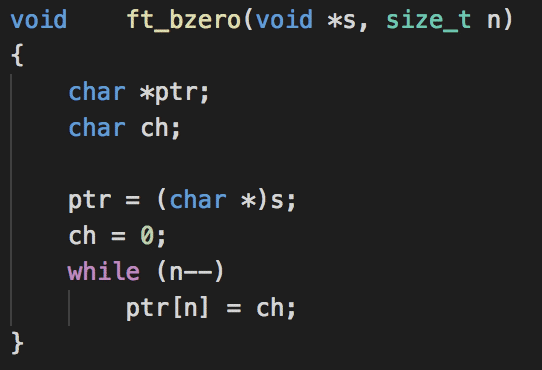 void    ft_bzero(void *s, size_t n)
{
    char *ptr;
    char ch;

    ptr = (char *)s;
    ch = 0;
    while (n--)
        ptr[n] = ch;
}